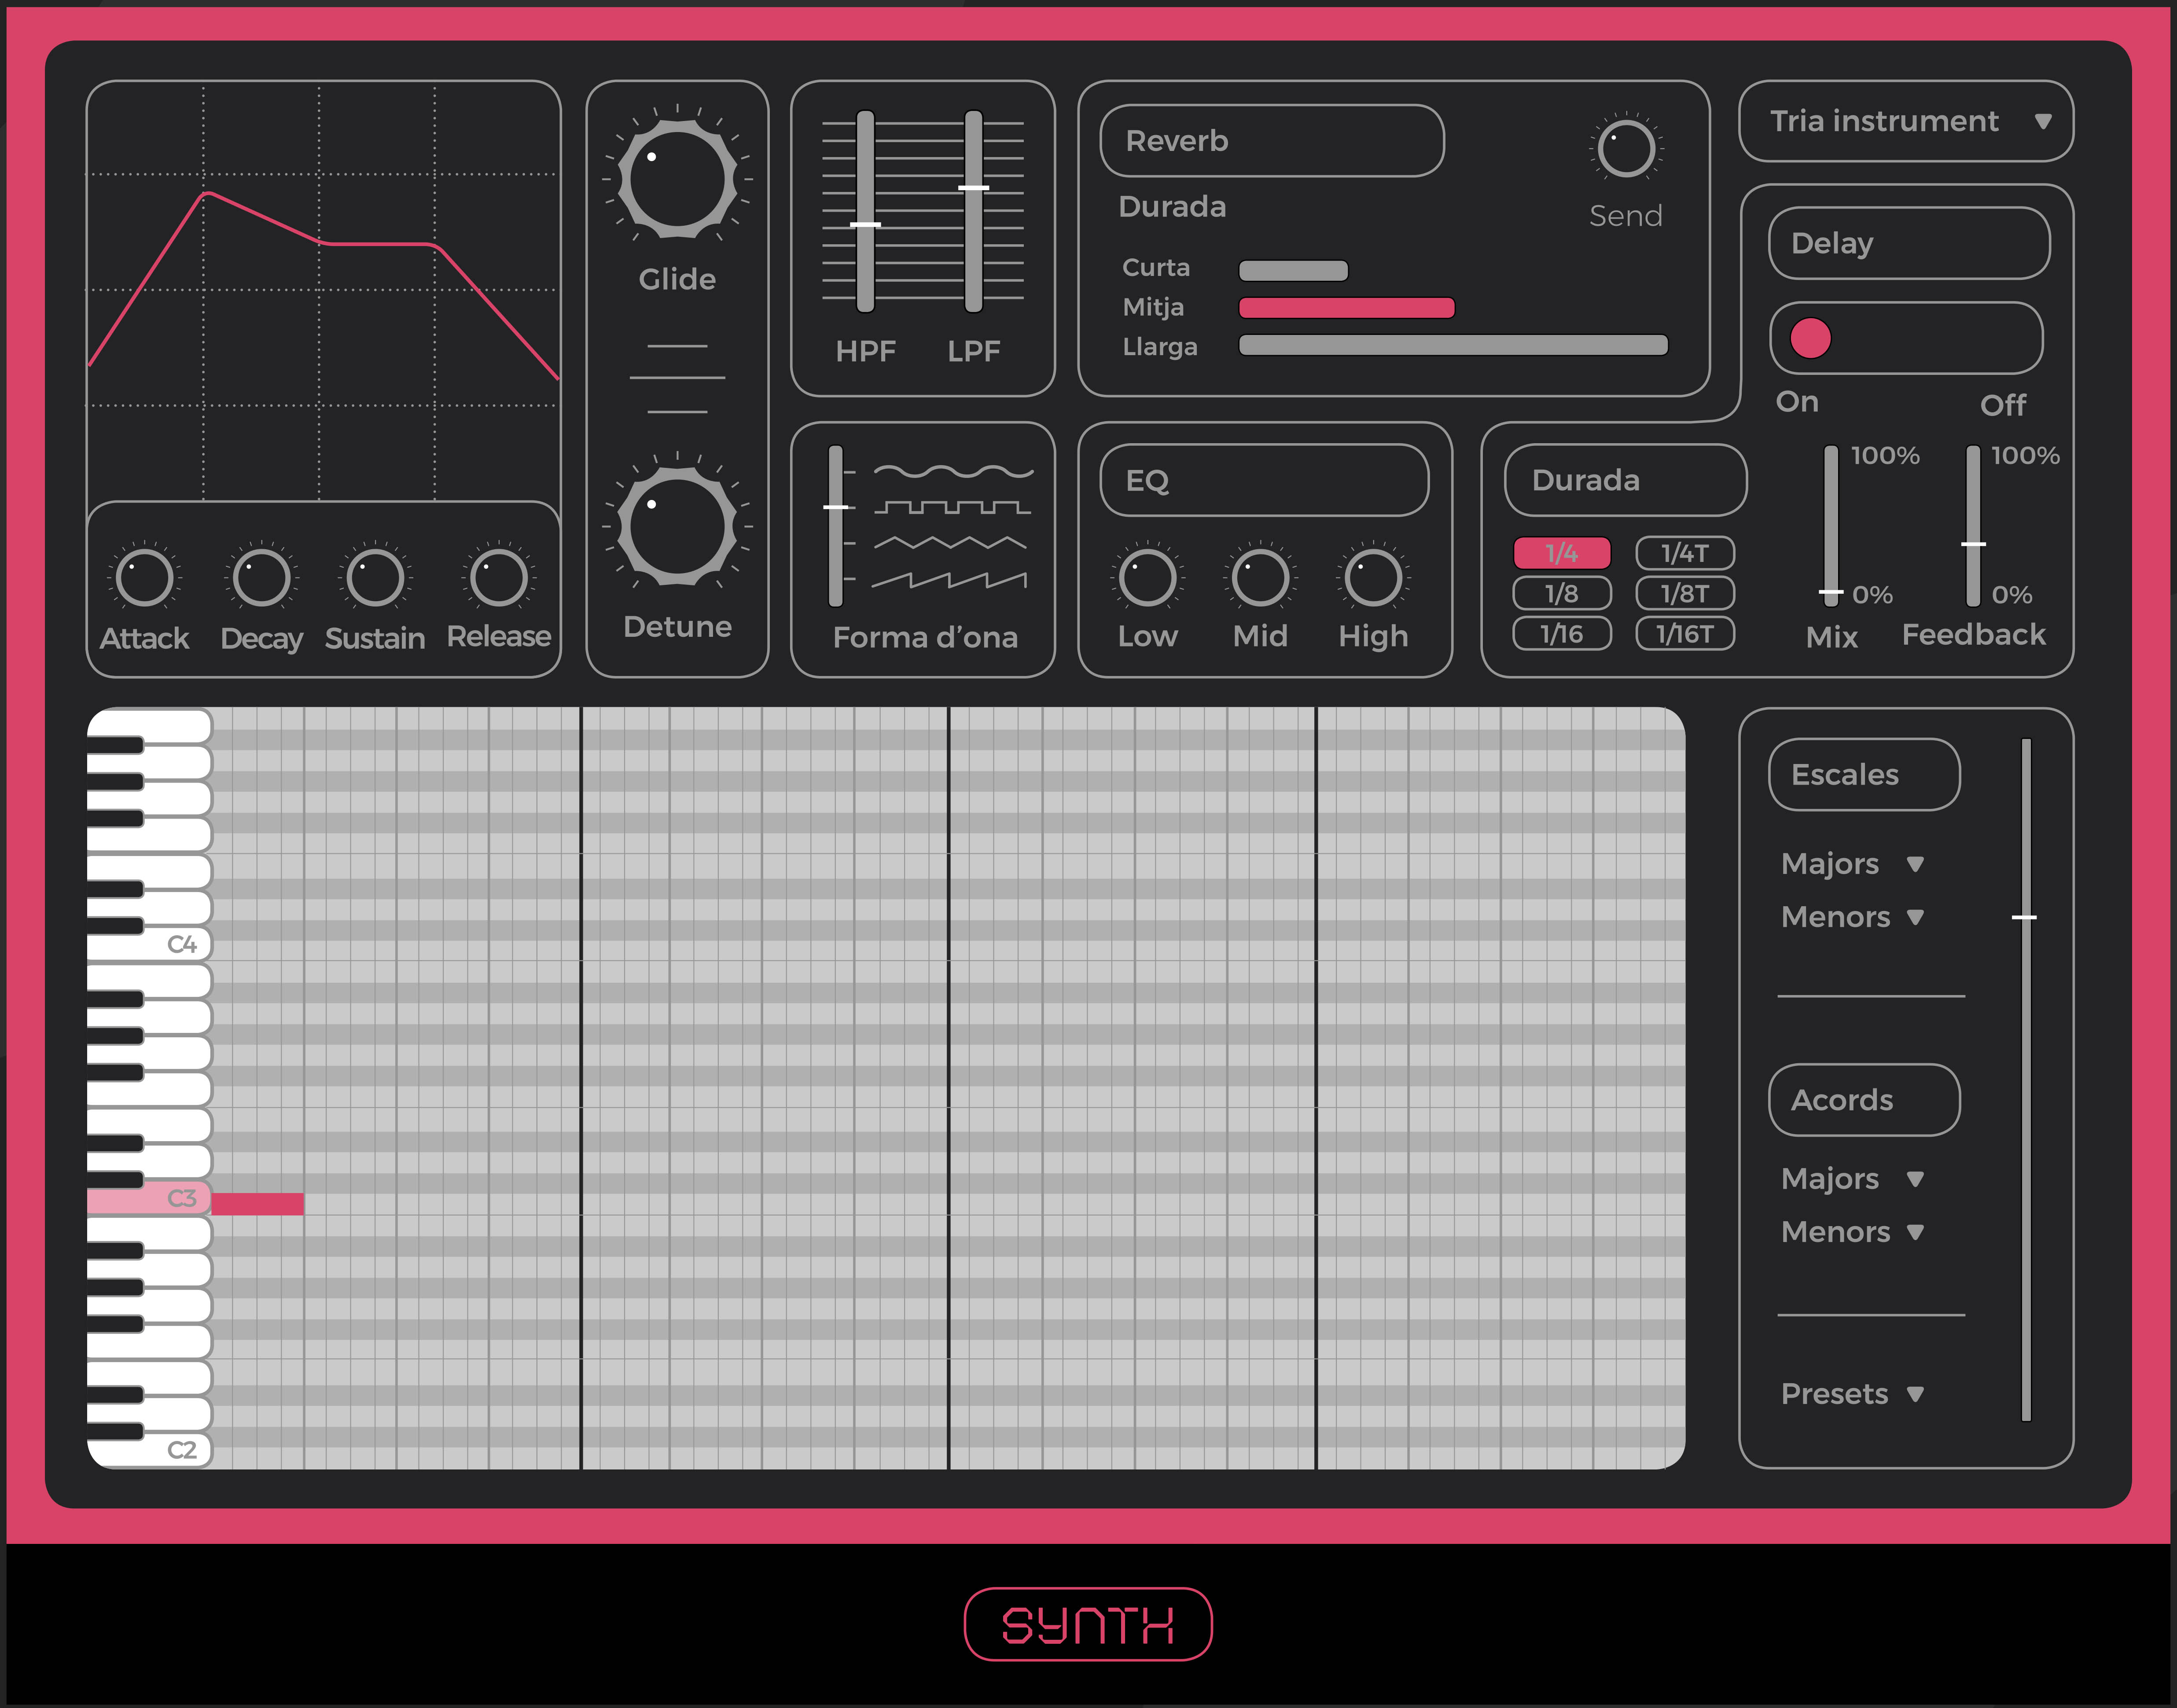 Attack
Decay
Sustain
Release
Glide
Detune
HPF
LPF
Forma d’ona
Reverb
Durada
Curta
Mitja
Llarga
Send
EQ
Low
Mid
High
Tria instrument
Delay
On
Off
Durada
1/4
1/4T
1/8
1/8T
1/16
1/16T
100%
0%
Mix
100%
0%
Feedback
C4
C3
C2
Escales
Majors
Menors
Acords
Majors
Menors
Presets
SYNTH